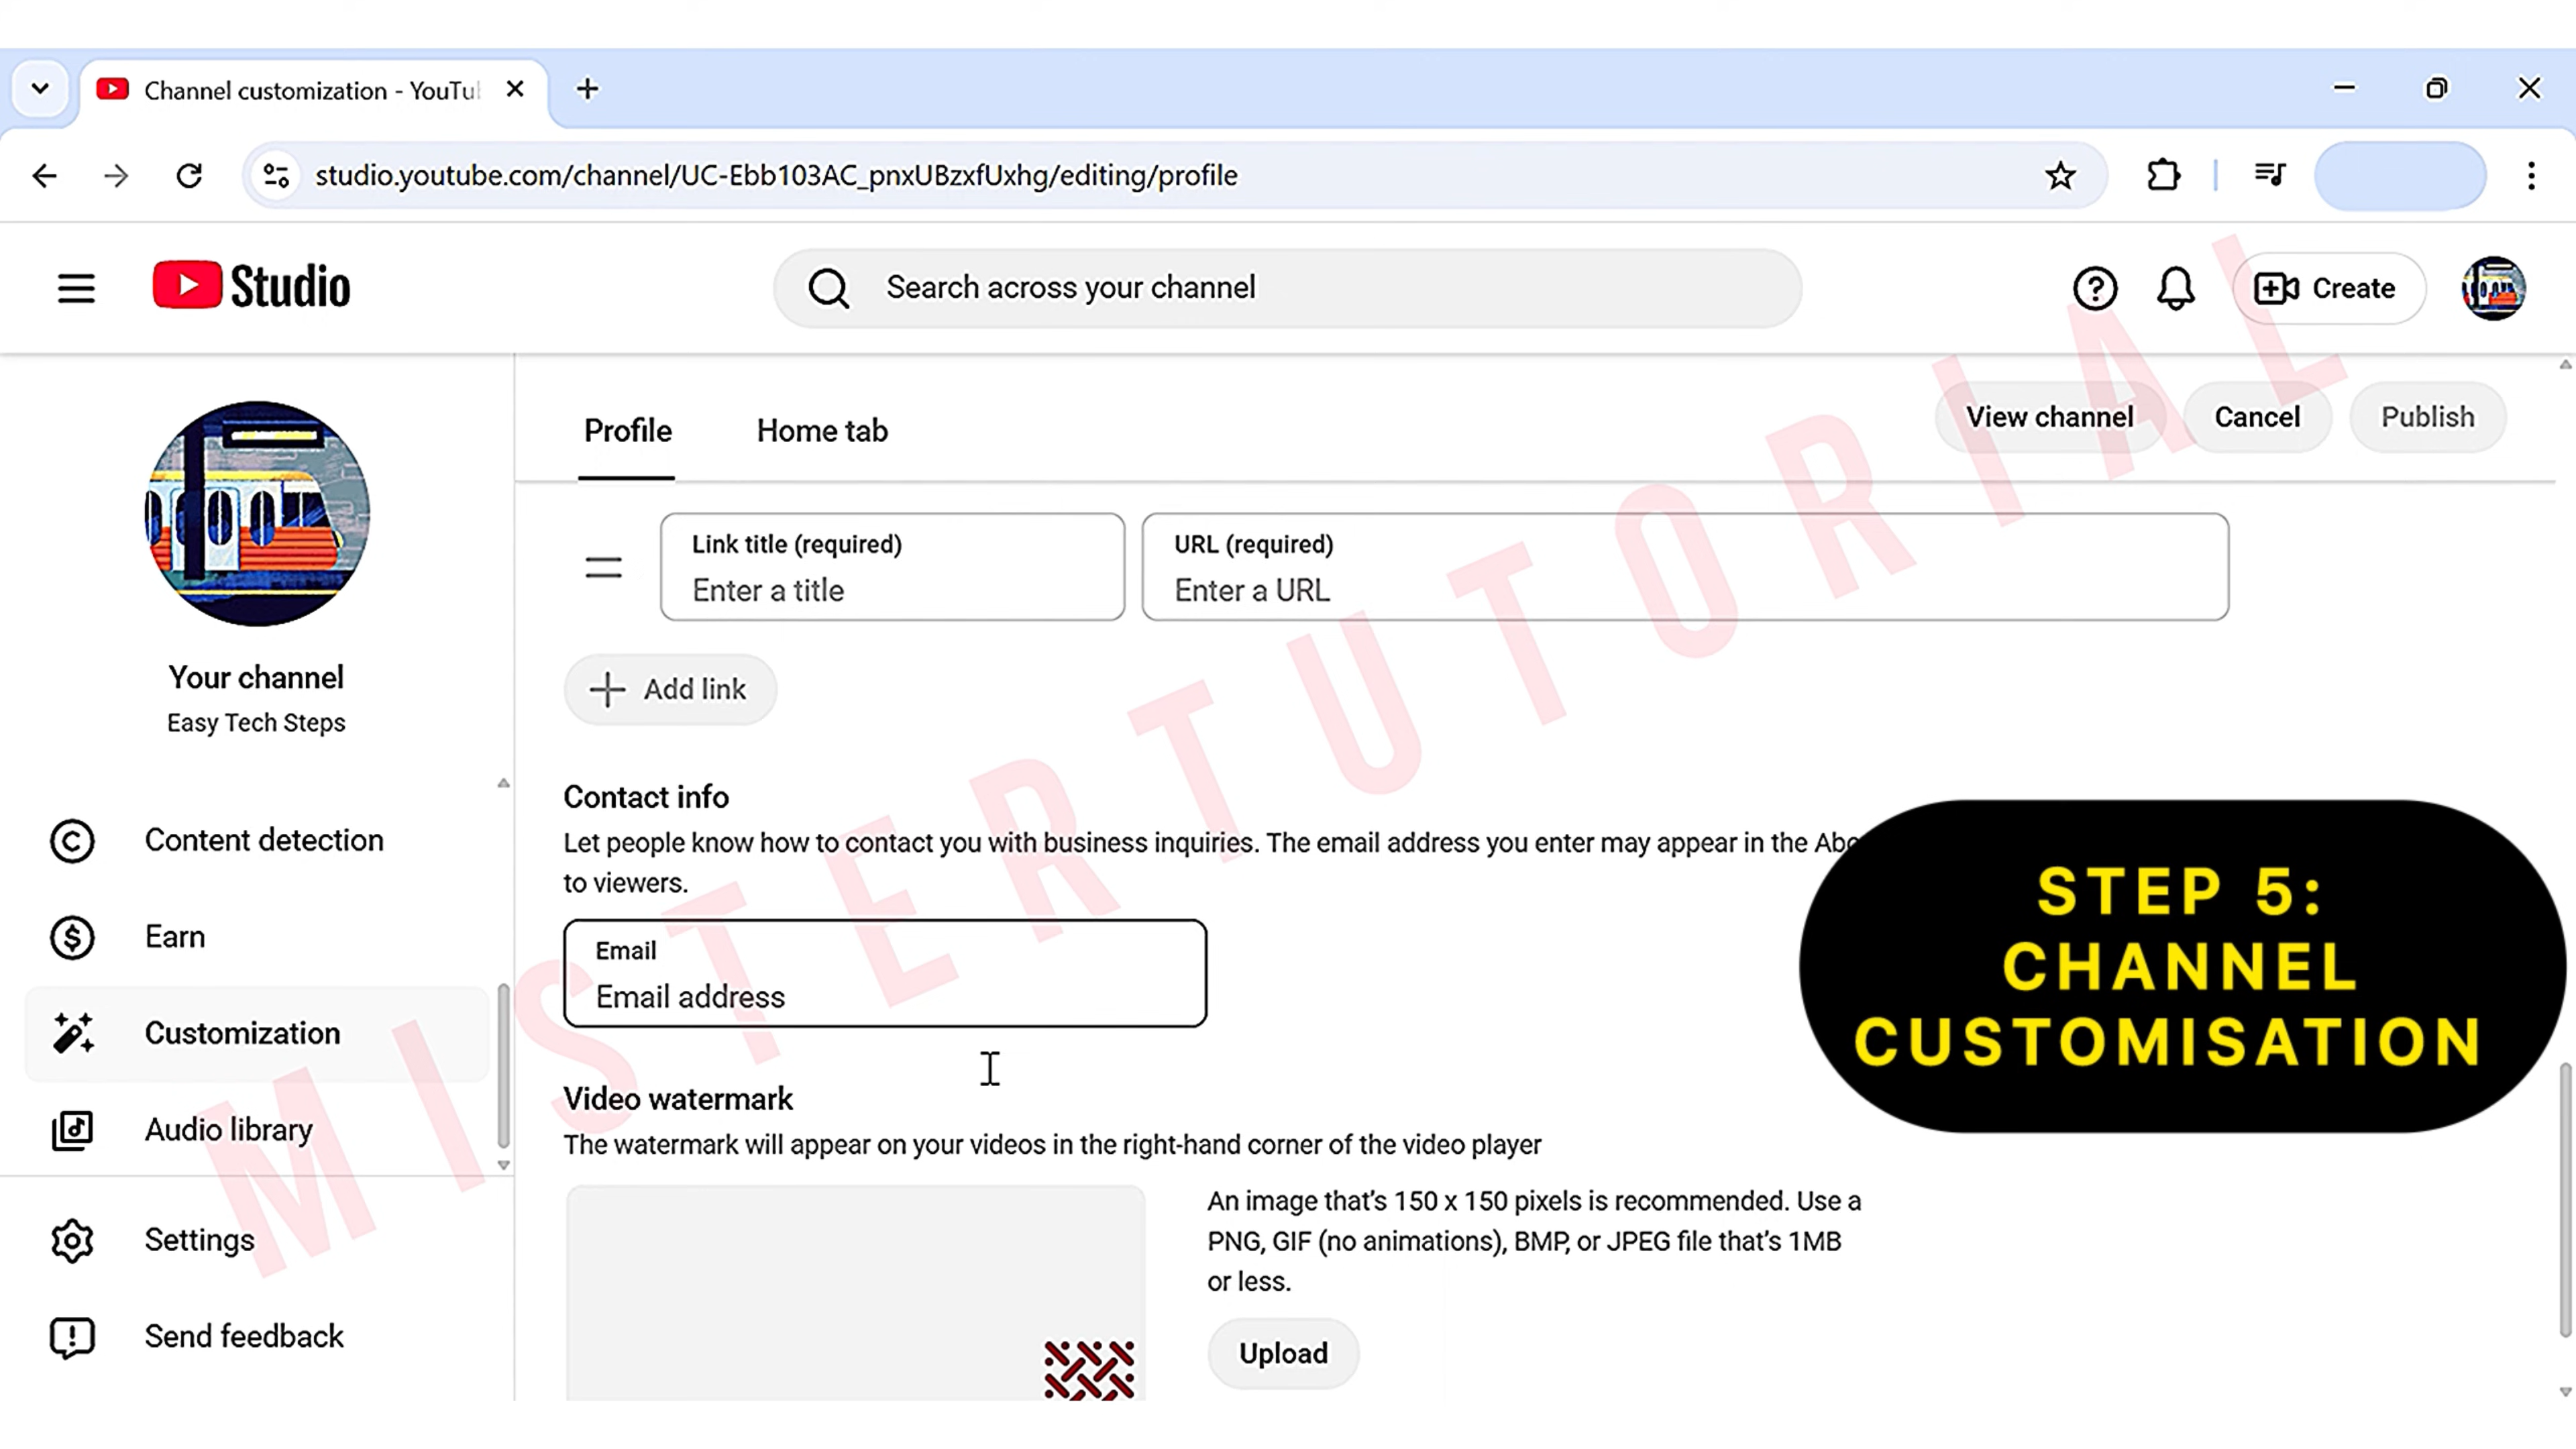 Channel customization - YouTu
studio.youtube.com/channel/UC-Ebb103AC_pnxUBzxfUxhg/editing/profile
Studio
Search across your channel
Create
Profile
Home tab
View channel
Cancel
Publish
Link title (required)
Enter a title
URL (required)
Enter a URL
Add link
Your channel
Easy Tech Steps
Content detection
Earn
Customization
Audio library
Settings
Send feedback
Contact info
Let people know how to contact you with business inquiries. The email address you enter may appear in the Abo
to viewers.
Email
Email address
Video watermark
The watermark will appear on your videos in the right-hand corner of the video player
An image that's 150 x 150 pixels is recommended. Use a
PNG, GIF (no animations), BMP, or JPEG file that's 1MB
or less.
Upload
STEP 5:
CHANNEL
CUSTOMISATION
MISTERTUTORIAL